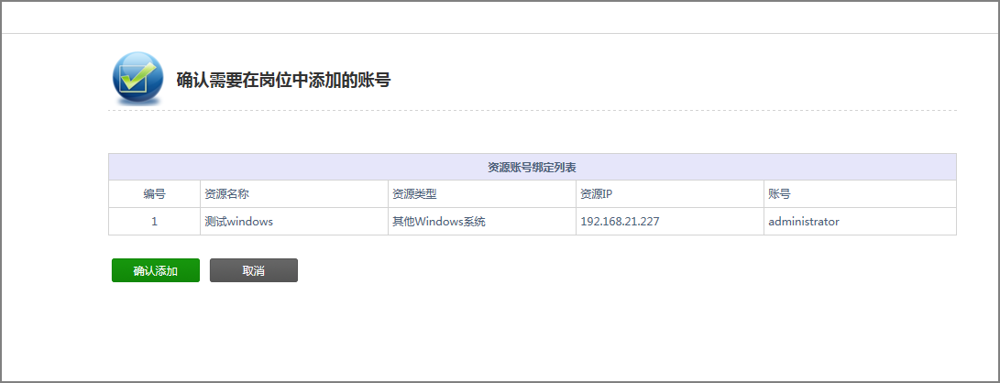 确认需要在岗位中添加的账号
资源账号绑定列表
编号 资源名称 资源类型 资源IP 账号
1 测试windows 其他Windows系统 192.168.21.227 administrator
确认添加 取消